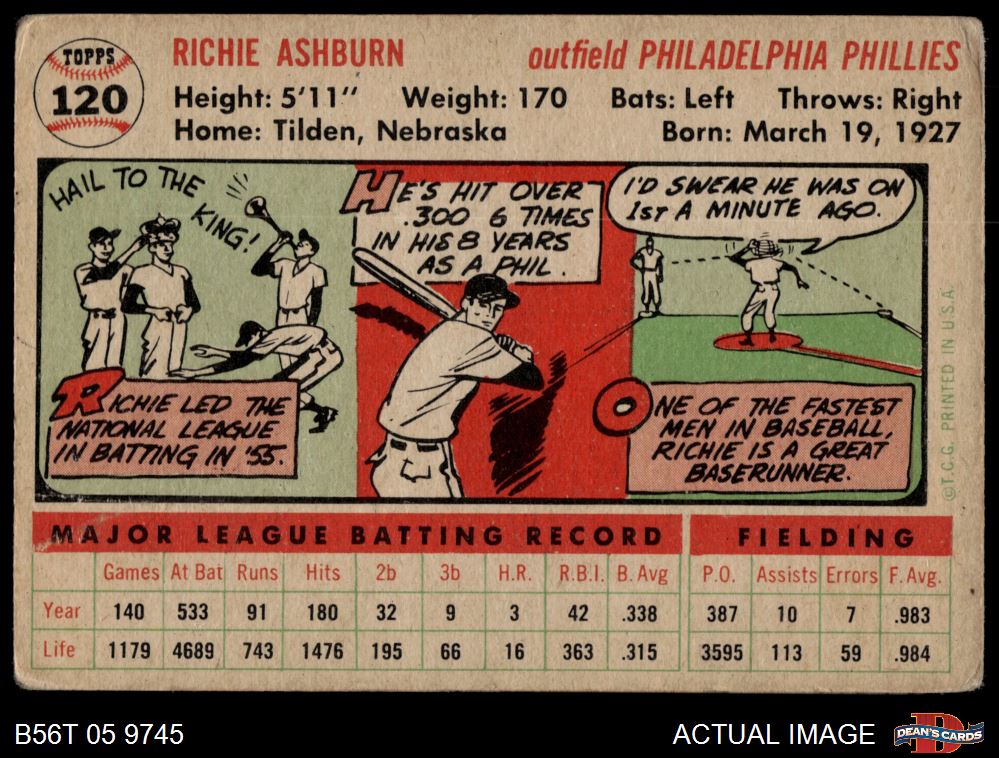 TOPPS
120
RICHIE ASHBURN outfield PHILADELPHIA PHILLIES
Height: 5'11" Weight: 170 Bats: Left Throws: Right
Home: Tilden, Nebraska Born: March 19, 1927
HAIL TO THE
KING!
HE'S HIT OVER
.300 6 TIMES
IN HIS 8 YEARS
AS A PHIL.
I'D SWEAR HE WAS ON
1ST A MINUTE AGO.
RICHIE LED THE
NATIONAL LEAGUE
IN BATTING IN '55.
ONE OF THE FASTEST
MEN IN BASEBALL,
RICHIE IS A GREAT
BASERUNNER.
©T.C.G. PRINTED IN U.S.A.
MAJOR LEAGUE BATTING RECORD FIELDING
Games At Bat Runs Hits 2b 3b H.R. R.B.I. B. Avg P.O. Assists Errors F. Avg.
Year 140 533 91 180 32 9 3 42 .338 387 10 7 .983
Life 1179 4689 743 1476 195 66 16 363 .315 3595 113 59 .984
B56T 05 9745 ACTUAL IMAGE
DEAN'S CARDS